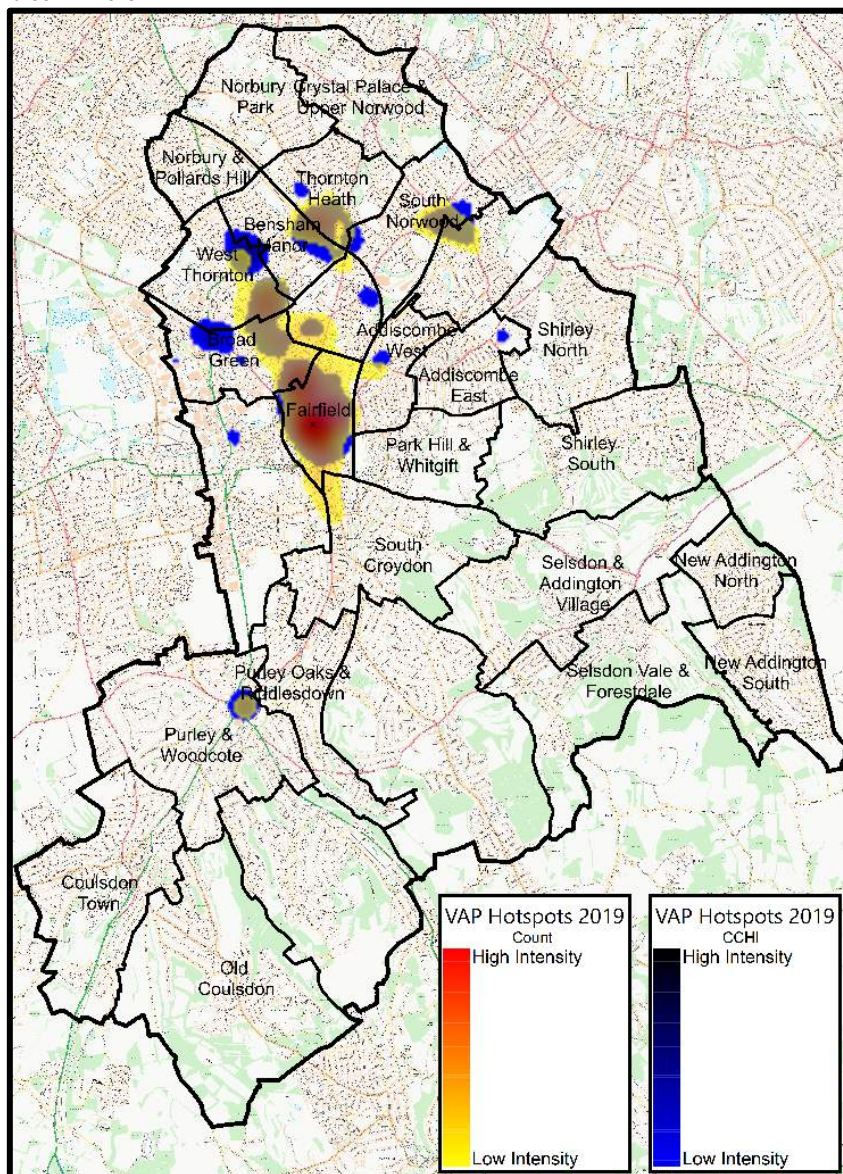 Norbury
Park
Crystal Palace &
Upper Norwood
Norbury &
Pollards Hill
Thornton
Heath
South
Norwood
Bensham
Manor
West
Thornton
Broad
Green
Addiscombe
West
Shirley
North
Addiscombe
East
Fairfield
Park Hill &
Whitgift
Shirley
South
South
Croydon
Selsdon &
Addington
Village
New Addington
North
Purley Oaks &
Riddlesdown
Selsdon Vale &
Forestdale
New Addington
South
Purley &
Woodcote
Coulsdon
Town
Old
Coulsdon
VAP Hotspots 2019
Count
High Intensity
Low Intensity
VAP Hotspots 2019
CCHI
High Intensity
Low Intensity